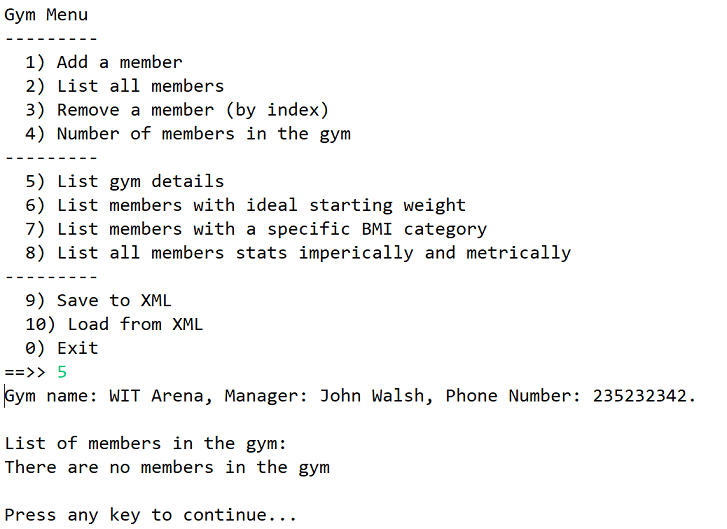 Gym Menu
---------
  1) Add a member
  2) List all members
  3) Remove a member (by index)
  4) Number of members in the gym
---------
  5) List gym details
  6) List members with ideal starting weight
  7) List members with a specific BMI category
  8) List all members stats imperically and metrically
---------
  9) Save to XML
  10) Load from XML
  0) Exit
==>> 5
Gym name: WIT Arena, Manager: John Walsh, Phone Number: 235232342.

List of members in the gym:
There are no members in the gym

Press any key to continue...